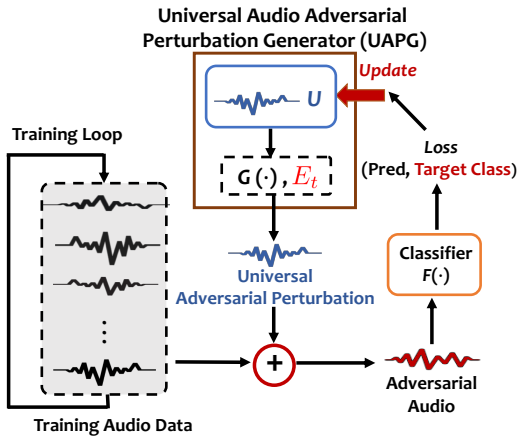 Universal Audio Adversarial
Perturbation Generator (UAPG)
Update
U
Training Loop
Loss
(Pred, Target Class)
G (·) , E_t
Classifier
F(·)
Universal
Adversarial Perturbation
+
Adversarial
Audio
Training Audio Data